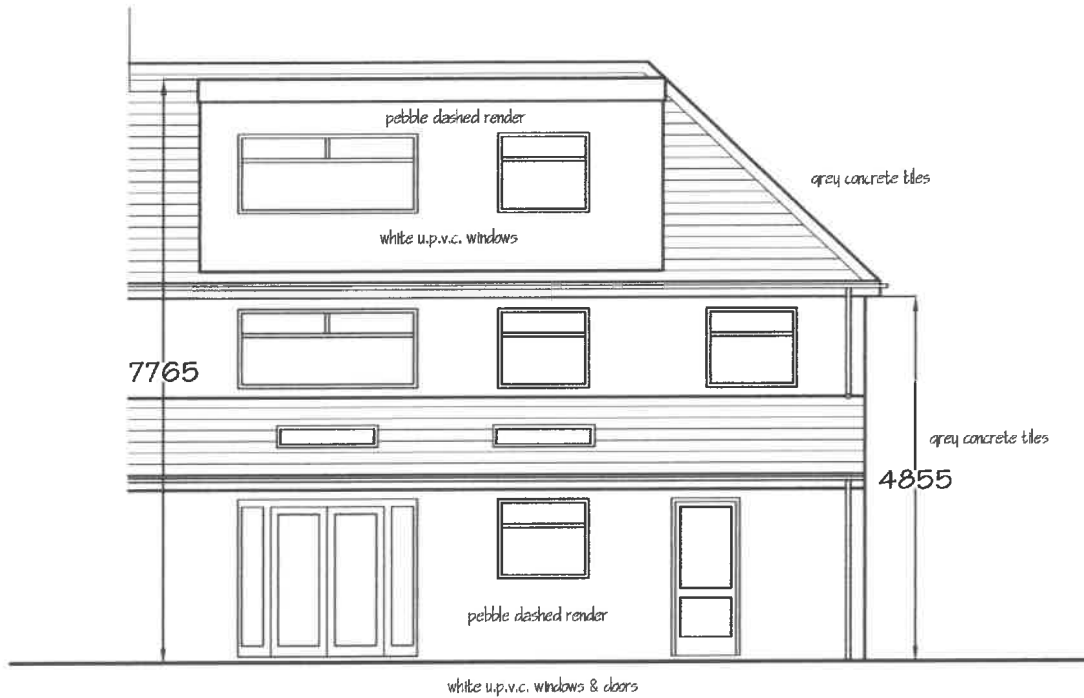 pebble dashed render
grey concrete tiles
white u.p.v.c. windows
7765
grey concrete tiles
4855
pebble dashed render
white u.p.v.c. windows & doors